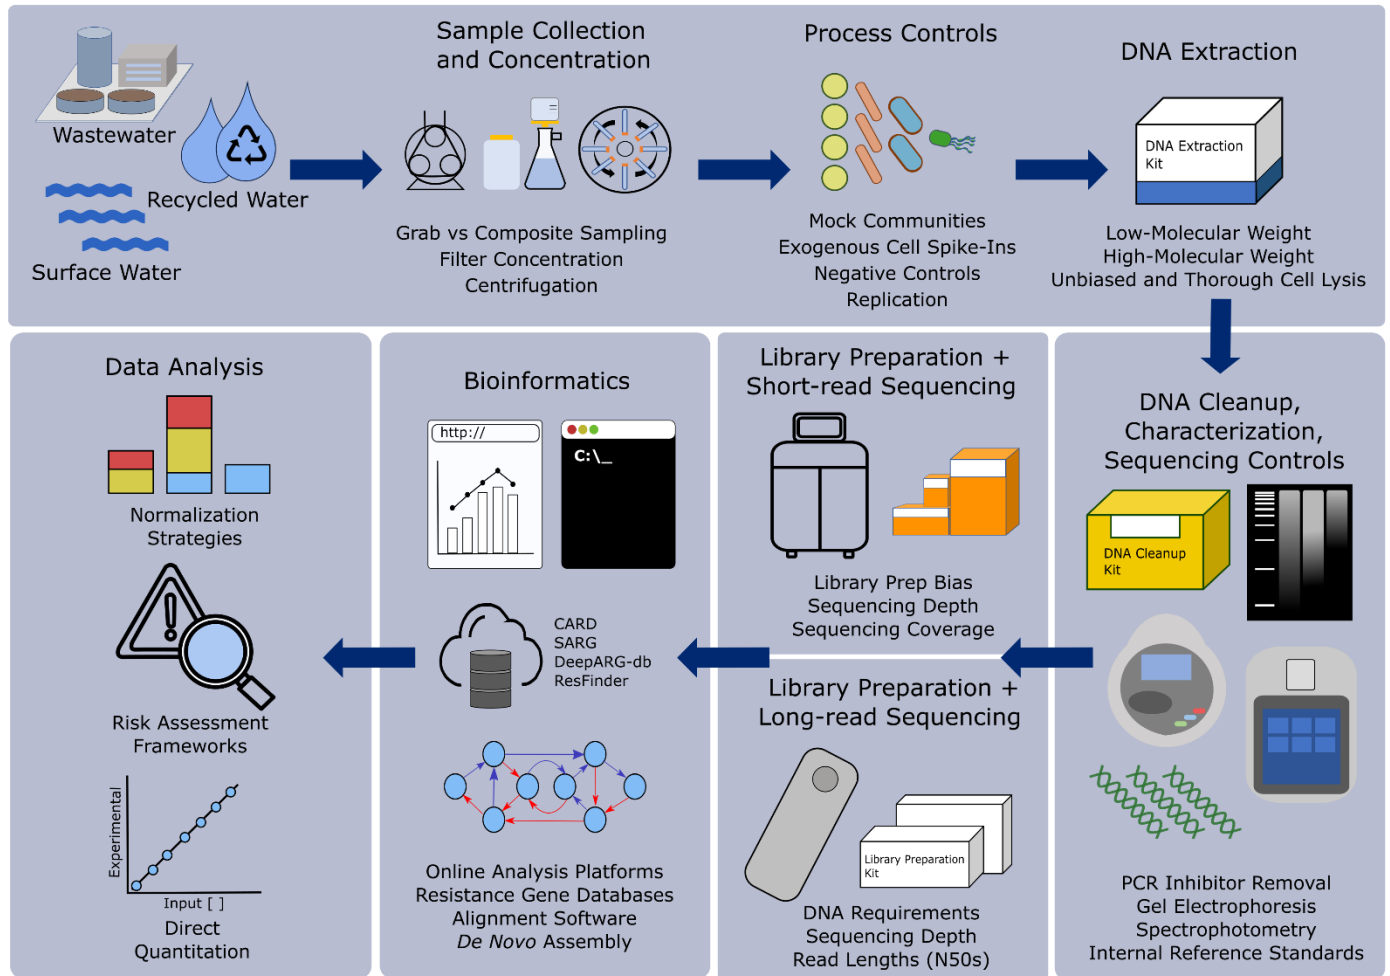 Wastewater
Recycled Water
Surface Water
Sample Collection
and Concentration
Grab vs Composite Sampling
Filter Concentration
Centrifugation
Process Controls
Mock Communities
Exogenous Cell Spike-Ins
Negative Controls
Replication
DNA Extraction
DNA Extraction
Kit
Low-Molecular Weight
High-Molecular Weight
Unbiased and Thorough Cell Lysis
DNA Cleanup,
Characterization,
Sequencing Controls
DNA Cleanup
Kit
PCR Inhibitor Removal
Gel Electrophoresis
Spectrophotometry
Internal Reference Standards
Library Preparation +
Short-read Sequencing
Library Prep Bias
Sequencing Depth
Sequencing Coverage
Library Preparation +
Long-read Sequencing
Library Preparation
Kit
DNA Requirements
Sequencing Depth
Read Lengths (N50s)
Bioinformatics
http://
C:\_
CARD
SARG
DeepARG-db
ResFinder
Online Analysis Platforms
Resistance Gene Databases
Alignment Software
De Novo Assembly
Data Analysis
Normalization
Strategies
Risk Assessment
Frameworks
Experimental
Input [ ]
Direct
Quantitation